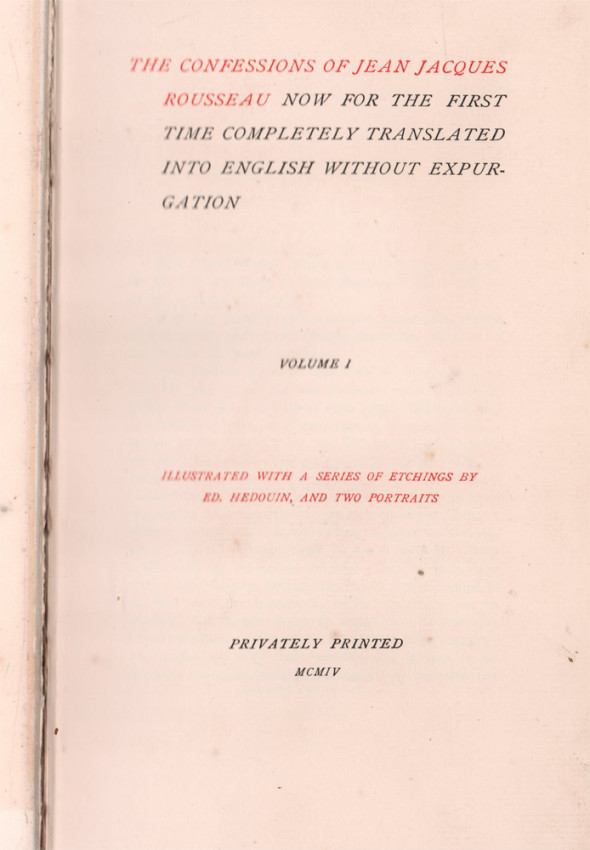 THE CONFESSIONS OF JEAN JACQUES
ROUSSEAU NOW FOR THE FIRST
TIME COMPLETELY TRANSLATED
INTO ENGLISH WITHOUT EXPUR-
GATION
VOLUME I
ILLUSTRATED WITH A SERIES OF ETCHINGS BY
ED. HEDOUIN, AND TWO PORTRAITS
PRIVATELY PRINTED
MCMIV